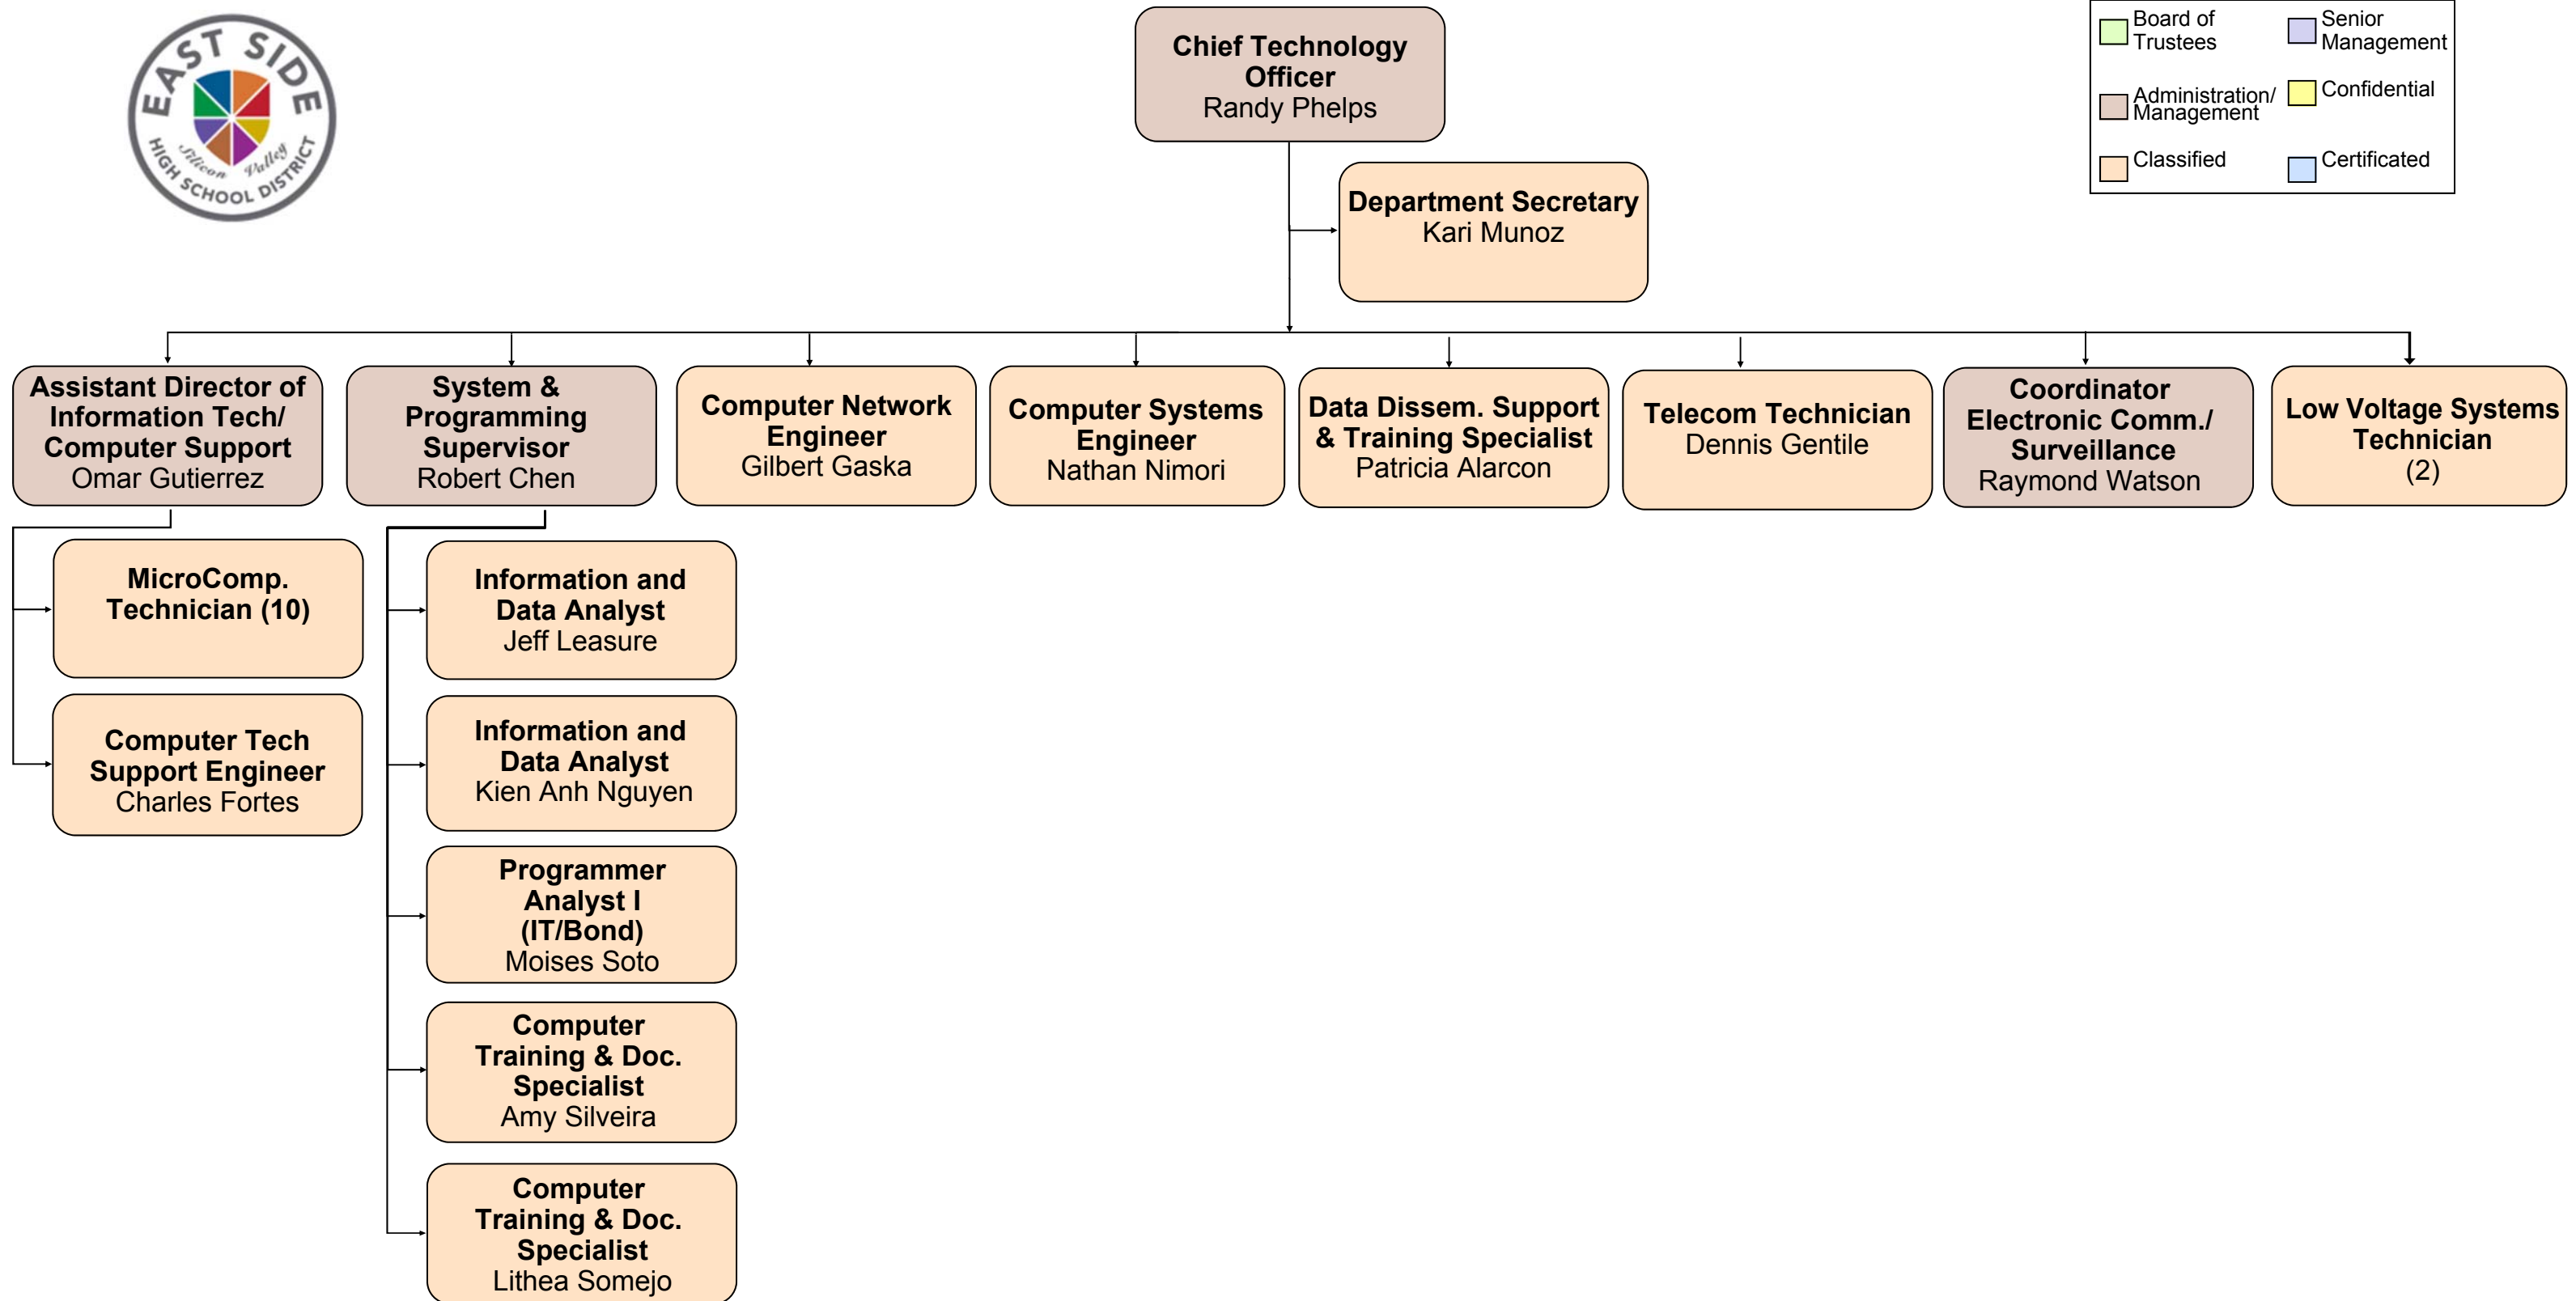 EAST SIDE
Silicon Valley
HIGH SCHOOL DISTRICT
Chief Technology
Officer
Randy Phelps
Board of
Trustees
Senior
Management
Administration/
Management
Confidential
Classified
Certificated
Department Secretary
Kari Munoz
Assistant Director of
Information Tech/
Computer Support
Omar Gutierrez
System &
Programming
Supervisor
Robert Chen
Computer Network
Engineer
Gilbert Gaska
Computer Systems
Engineer
Nathan Nimori
Data Dissem. Support
& Training Specialist
Patricia Alarcon
Telecom Technician
Dennis Gentile
Coordinator
Electronic Comm./
Surveillance
Raymond Watson
Low Voltage Systems
Technician
(2)
MicroComp.
Technician (10)
Computer Tech
Support Engineer
Charles Fortes
Information and
Data Analyst
Jeff Leasure
Information and
Data Analyst
Kien Anh Nguyen
Programmer
Analyst I
(IT/Bond)
Moises Soto
Computer
Training & Doc.
Specialist
Amy Silveira
Computer
Training & Doc.
Specialist
Lithea Somejo